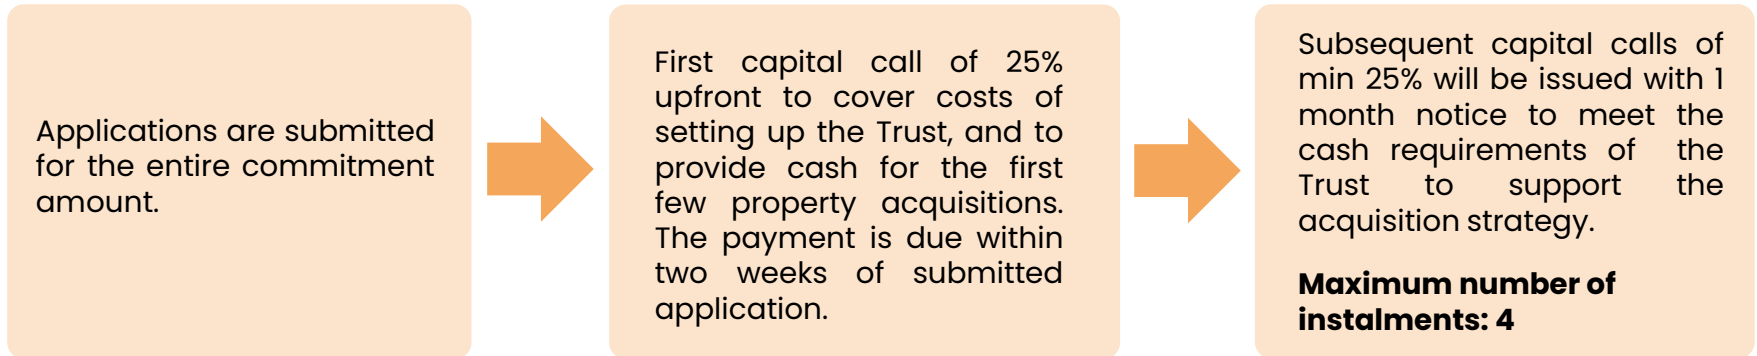 Applications are submitted
for the entire commitment
amount.
First capital call of 25%
upfront to cover costs of
setting up the Trust, and to
provide cash for the first
few property acquisitions.
The payment is due within
two weeks of submitted
application.
Subsequent capital calls of
min 25% will be issued with 1
month notice to meet the
cash requirements of the
Trust to support the
acquisition strategy.
Maximum number of
instalments: 4